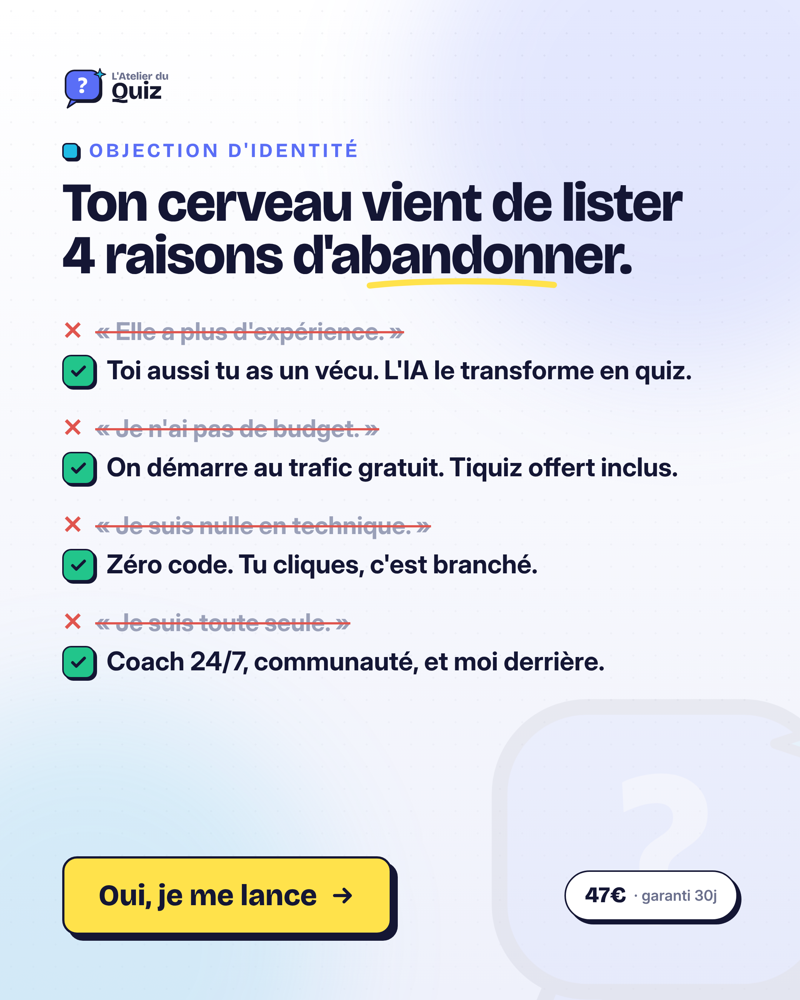 ?
L'Atelier du
Quiz
OBJECTION D'IDENTITÉ
Ton cerveau vient de lister
4 raisons d'abandonner.
« Elle a plus d'expérience. »
Toi aussi tu as un vécu. L'IA le transforme en quiz.
« Je n'ai pas de budget. »
On démarre au trafic gratuit. Tiquiz offert inclus.
« Je suis nulle en technique. »
Zéro code. Tu cliques, c'est branché.
« Je suis toute seule. »
Coach 24/7, communauté, et moi derrière.
?
Oui, je me lance →
47€ · garanti 30j